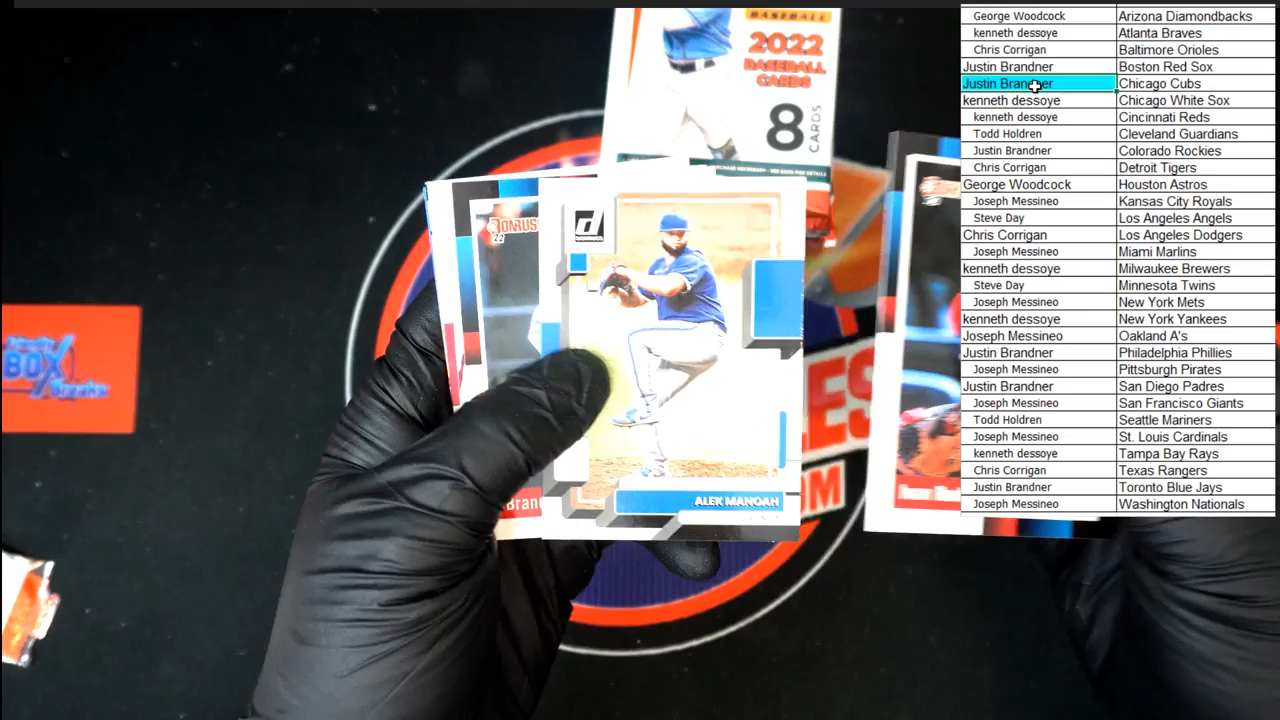 BASEBALL
2022
BASEBALL
CARDS
8
CARDS
DONRUSS
22
d
ALEK MANOAH
Bran
BOX
Breaks
.COM
George Woodcock Arizona Diamondbacks
kenneth dessoye Atlanta Braves
Chris Corrigan Baltimore Orioles
Justin Brandner Boston Red Sox
Justin Brandner Chicago Cubs
kenneth dessoye Chicago White Sox
kenneth dessoye Cincinnati Reds
Todd Holdren Cleveland Guardians
Justin Brandner Colorado Rockies
Chris Corrigan Detroit Tigers
George Woodcock Houston Astros
Joseph Messineo Kansas City Royals
Steve Day Los Angeles Angels
Chris Corrigan Los Angeles Dodgers
Joseph Messineo Miami Marlins
kenneth dessoye Milwaukee Brewers
Steve Day Minnesota Twins
Joseph Messineo New York Mets
kenneth dessoye New York Yankees
Joseph Messineo Oakland A's
Justin Brandner Philadelphia Phillies
Joseph Messineo Pittsburgh Pirates
Justin Brandner San Diego Padres
Joseph Messineo San Francisco Giants
Todd Holdren Seattle Mariners
Joseph Messineo St. Louis Cardinals
kenneth dessoye Tampa Bay Rays
Chris Corrigan Texas Rangers
Justin Brandner Toronto Blue Jays
Joseph Messineo Washington Nationals